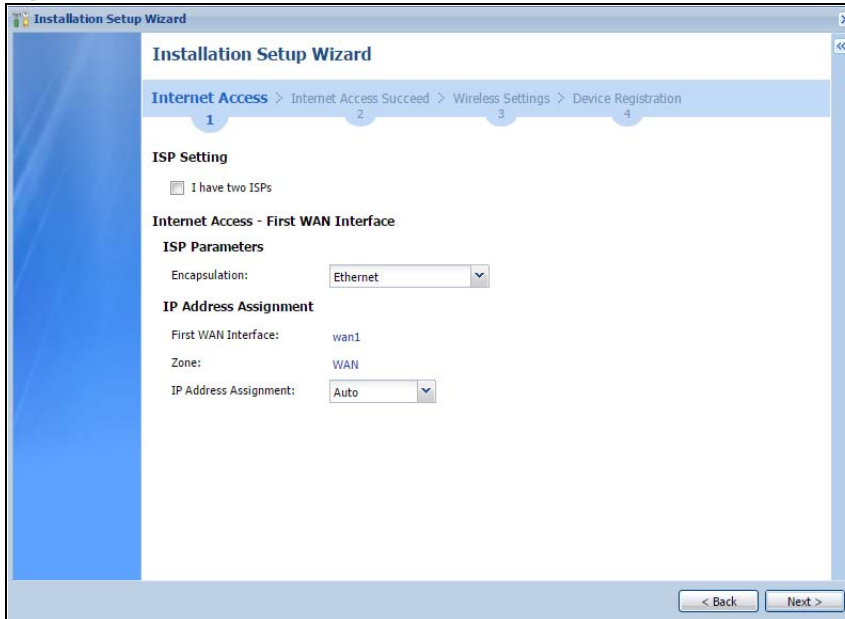 Installation Setup Wizard
Installation Setup Wizard
Internet Access > Internet Access Succeed > Wireless Settings > Device Registration
1 2 3 4
ISP Setting
I have two ISPs
Internet Access - First WAN Interface
ISP Parameters
Encapsulation: Ethernet
IP Address Assignment
First WAN Interface: wan1
Zone: WAN
IP Address Assignment: Auto
< Back Next >